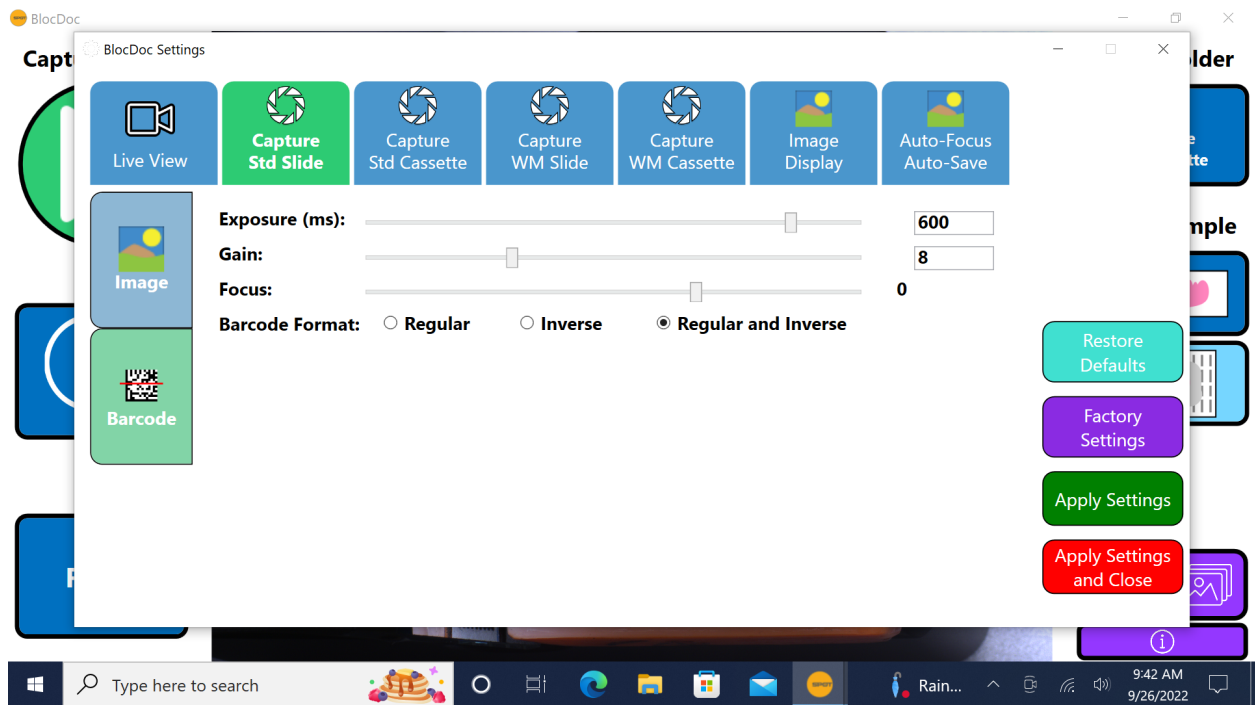 BlocDoc
BlocDoc Settings
Live View
Capture
Std Slide
Capture
Std Cassette
Capture
WM Slide
Capture
WM Cassette
Image
Display
Auto-Focus
Auto-Save
Image
Barcode
Exposure (ms):
600
Gain:
8
Focus:
0
Barcode Format:
Regular
Inverse
Regular and Inverse
Restore
Defaults
Factory
Settings
Apply Settings
Apply Settings
and Close
Type here to search
Rain...
9:42 AM
9/26/2022